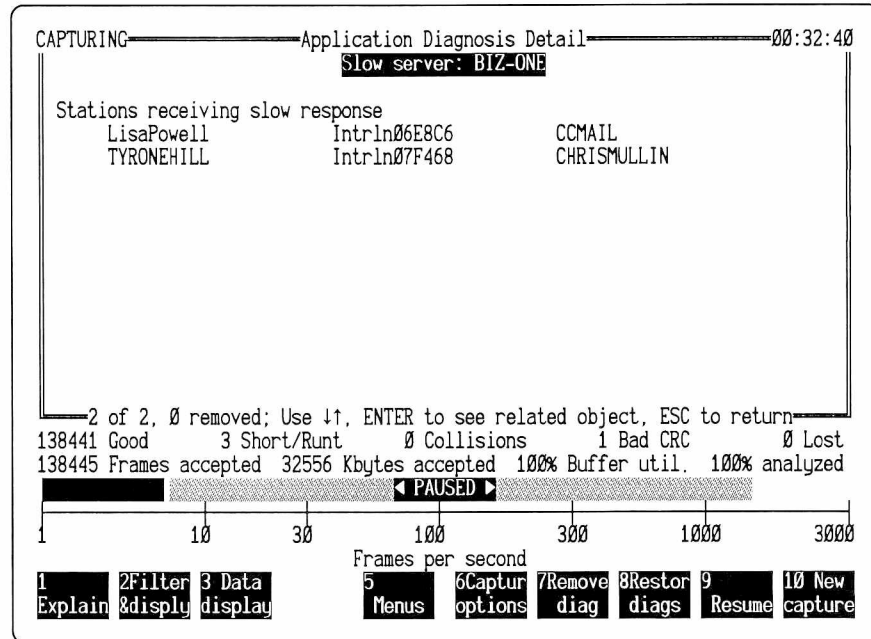 CAPTURING Application Diagnosis Detail 00:32:40
Slow server: BIZ-ONE
Stations receiving slow response
LisaPowell Intrln06E8C6 CCMAIL
TYRONEHILL Intrln07F468 CHRISMULLIN
2 of 2, 0 removed; Use ↓↑, ENTER to see related object, ESC to return
138441 Good 3 Short/Runt 0 Collisions 1 Bad CRC 0 Lost
138445 Frames accepted 32556 Kbytes accepted 100% Buffer util. 100% analyzed
◄ PAUSED ►
1 10 30 100 300 1000 3000
Frames per second
1 2Filter 3 Data 5 6Captur 7Remove 8Restor 9 10 New
Explain &disply display Menus options diag diags Resume capture